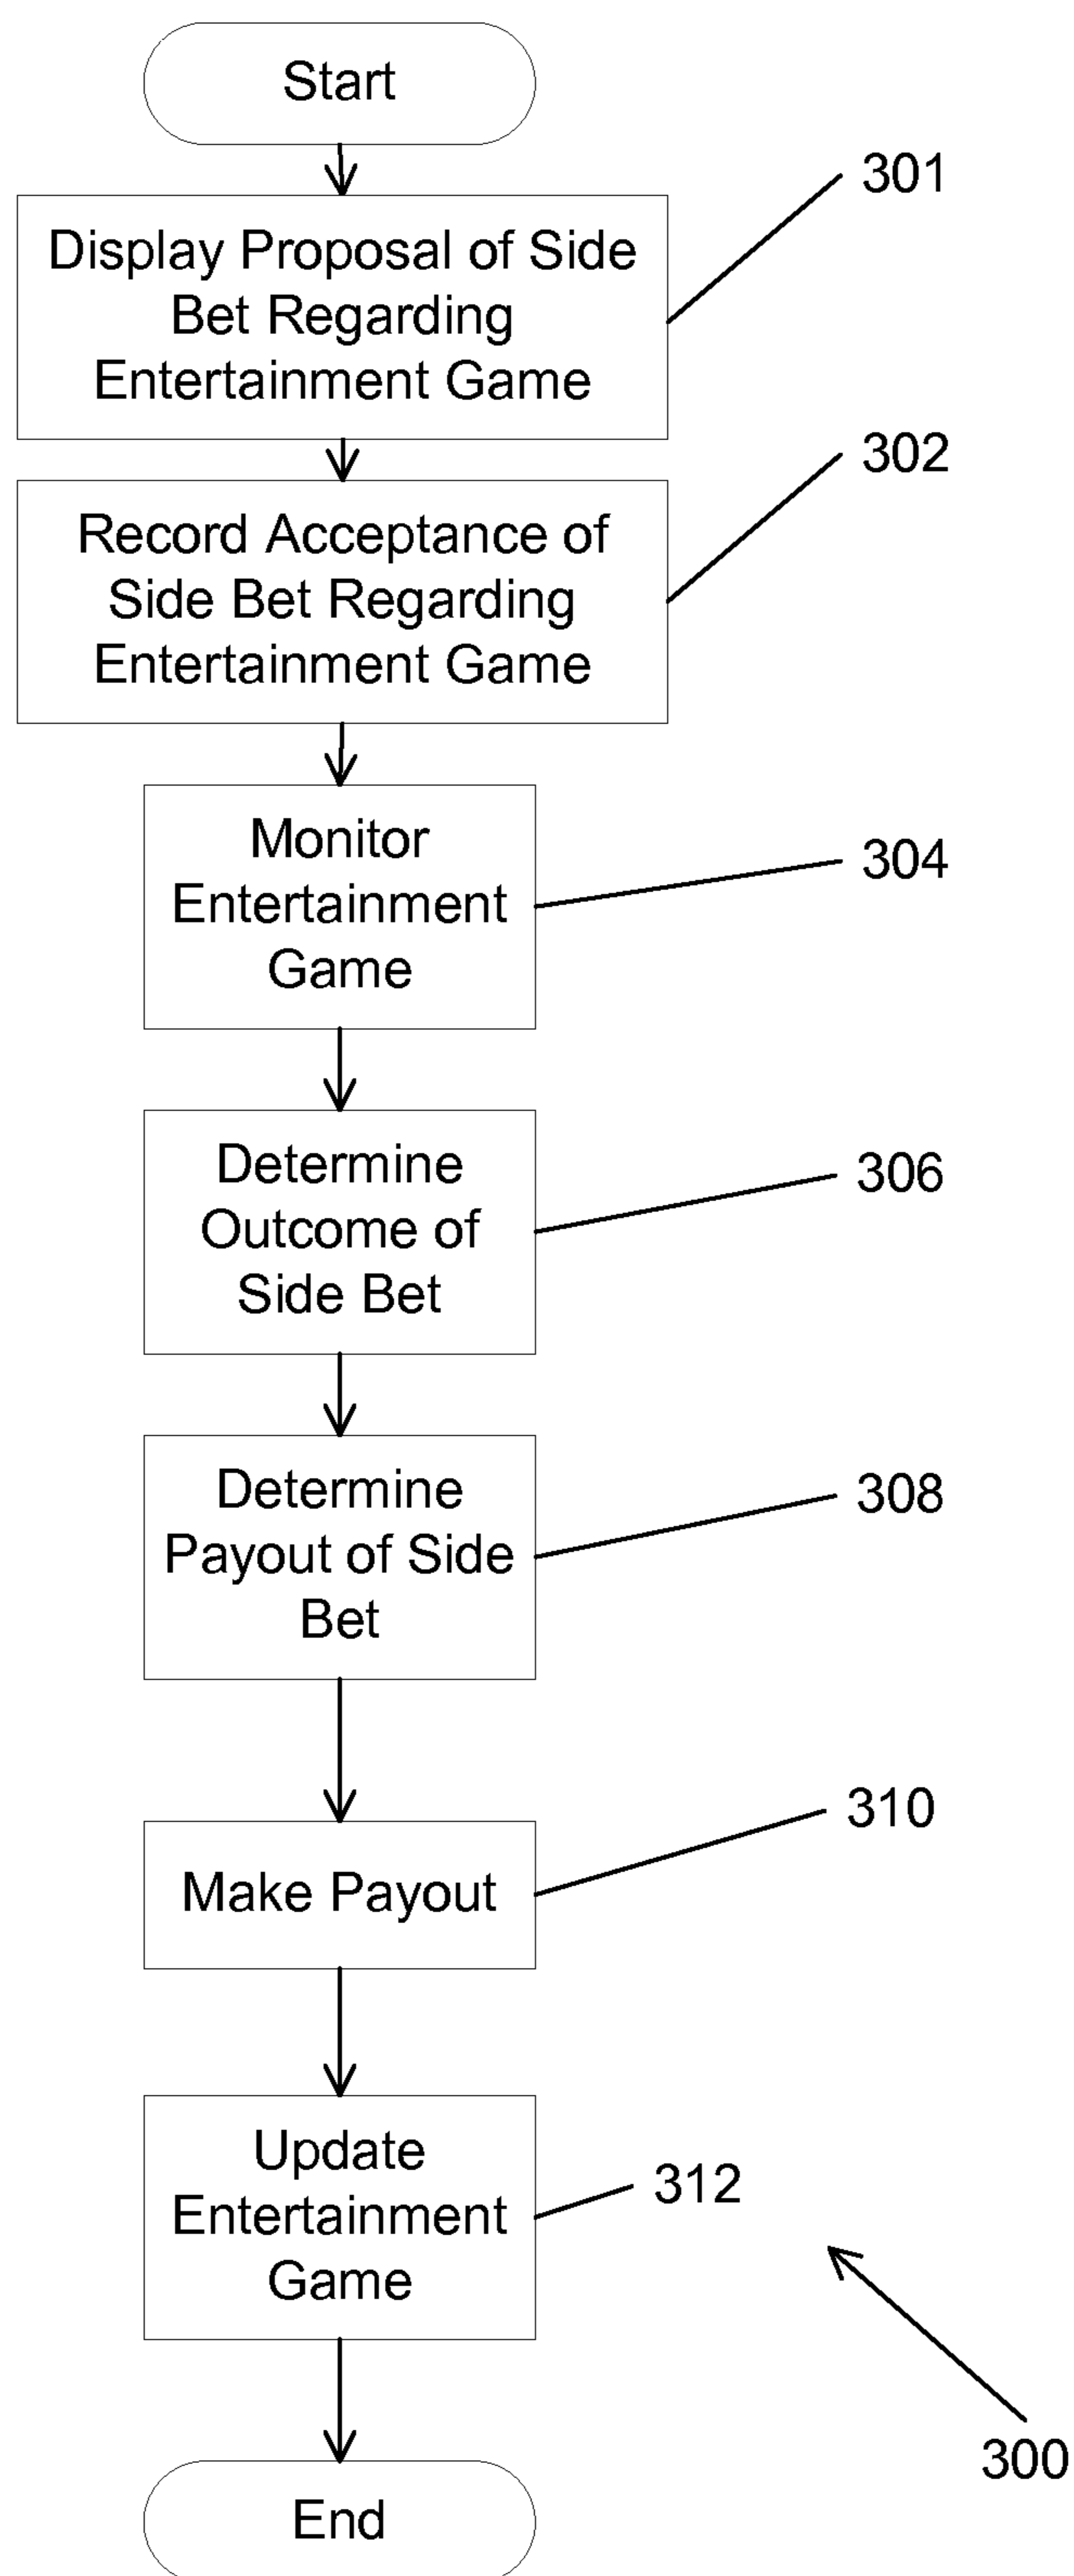 Start
301
Display Proposal of Side
Bet Regarding
Entertainment Game
302
Record Acceptance of
Side Bet Regarding
Entertainment Game
Monitor
Entertainment
Game
304
Determine
Outcome of
Side Bet
306
Determine
Payout of Side
Bet
308
310
Make Payout
Update
Entertainment
Game
312
300
End